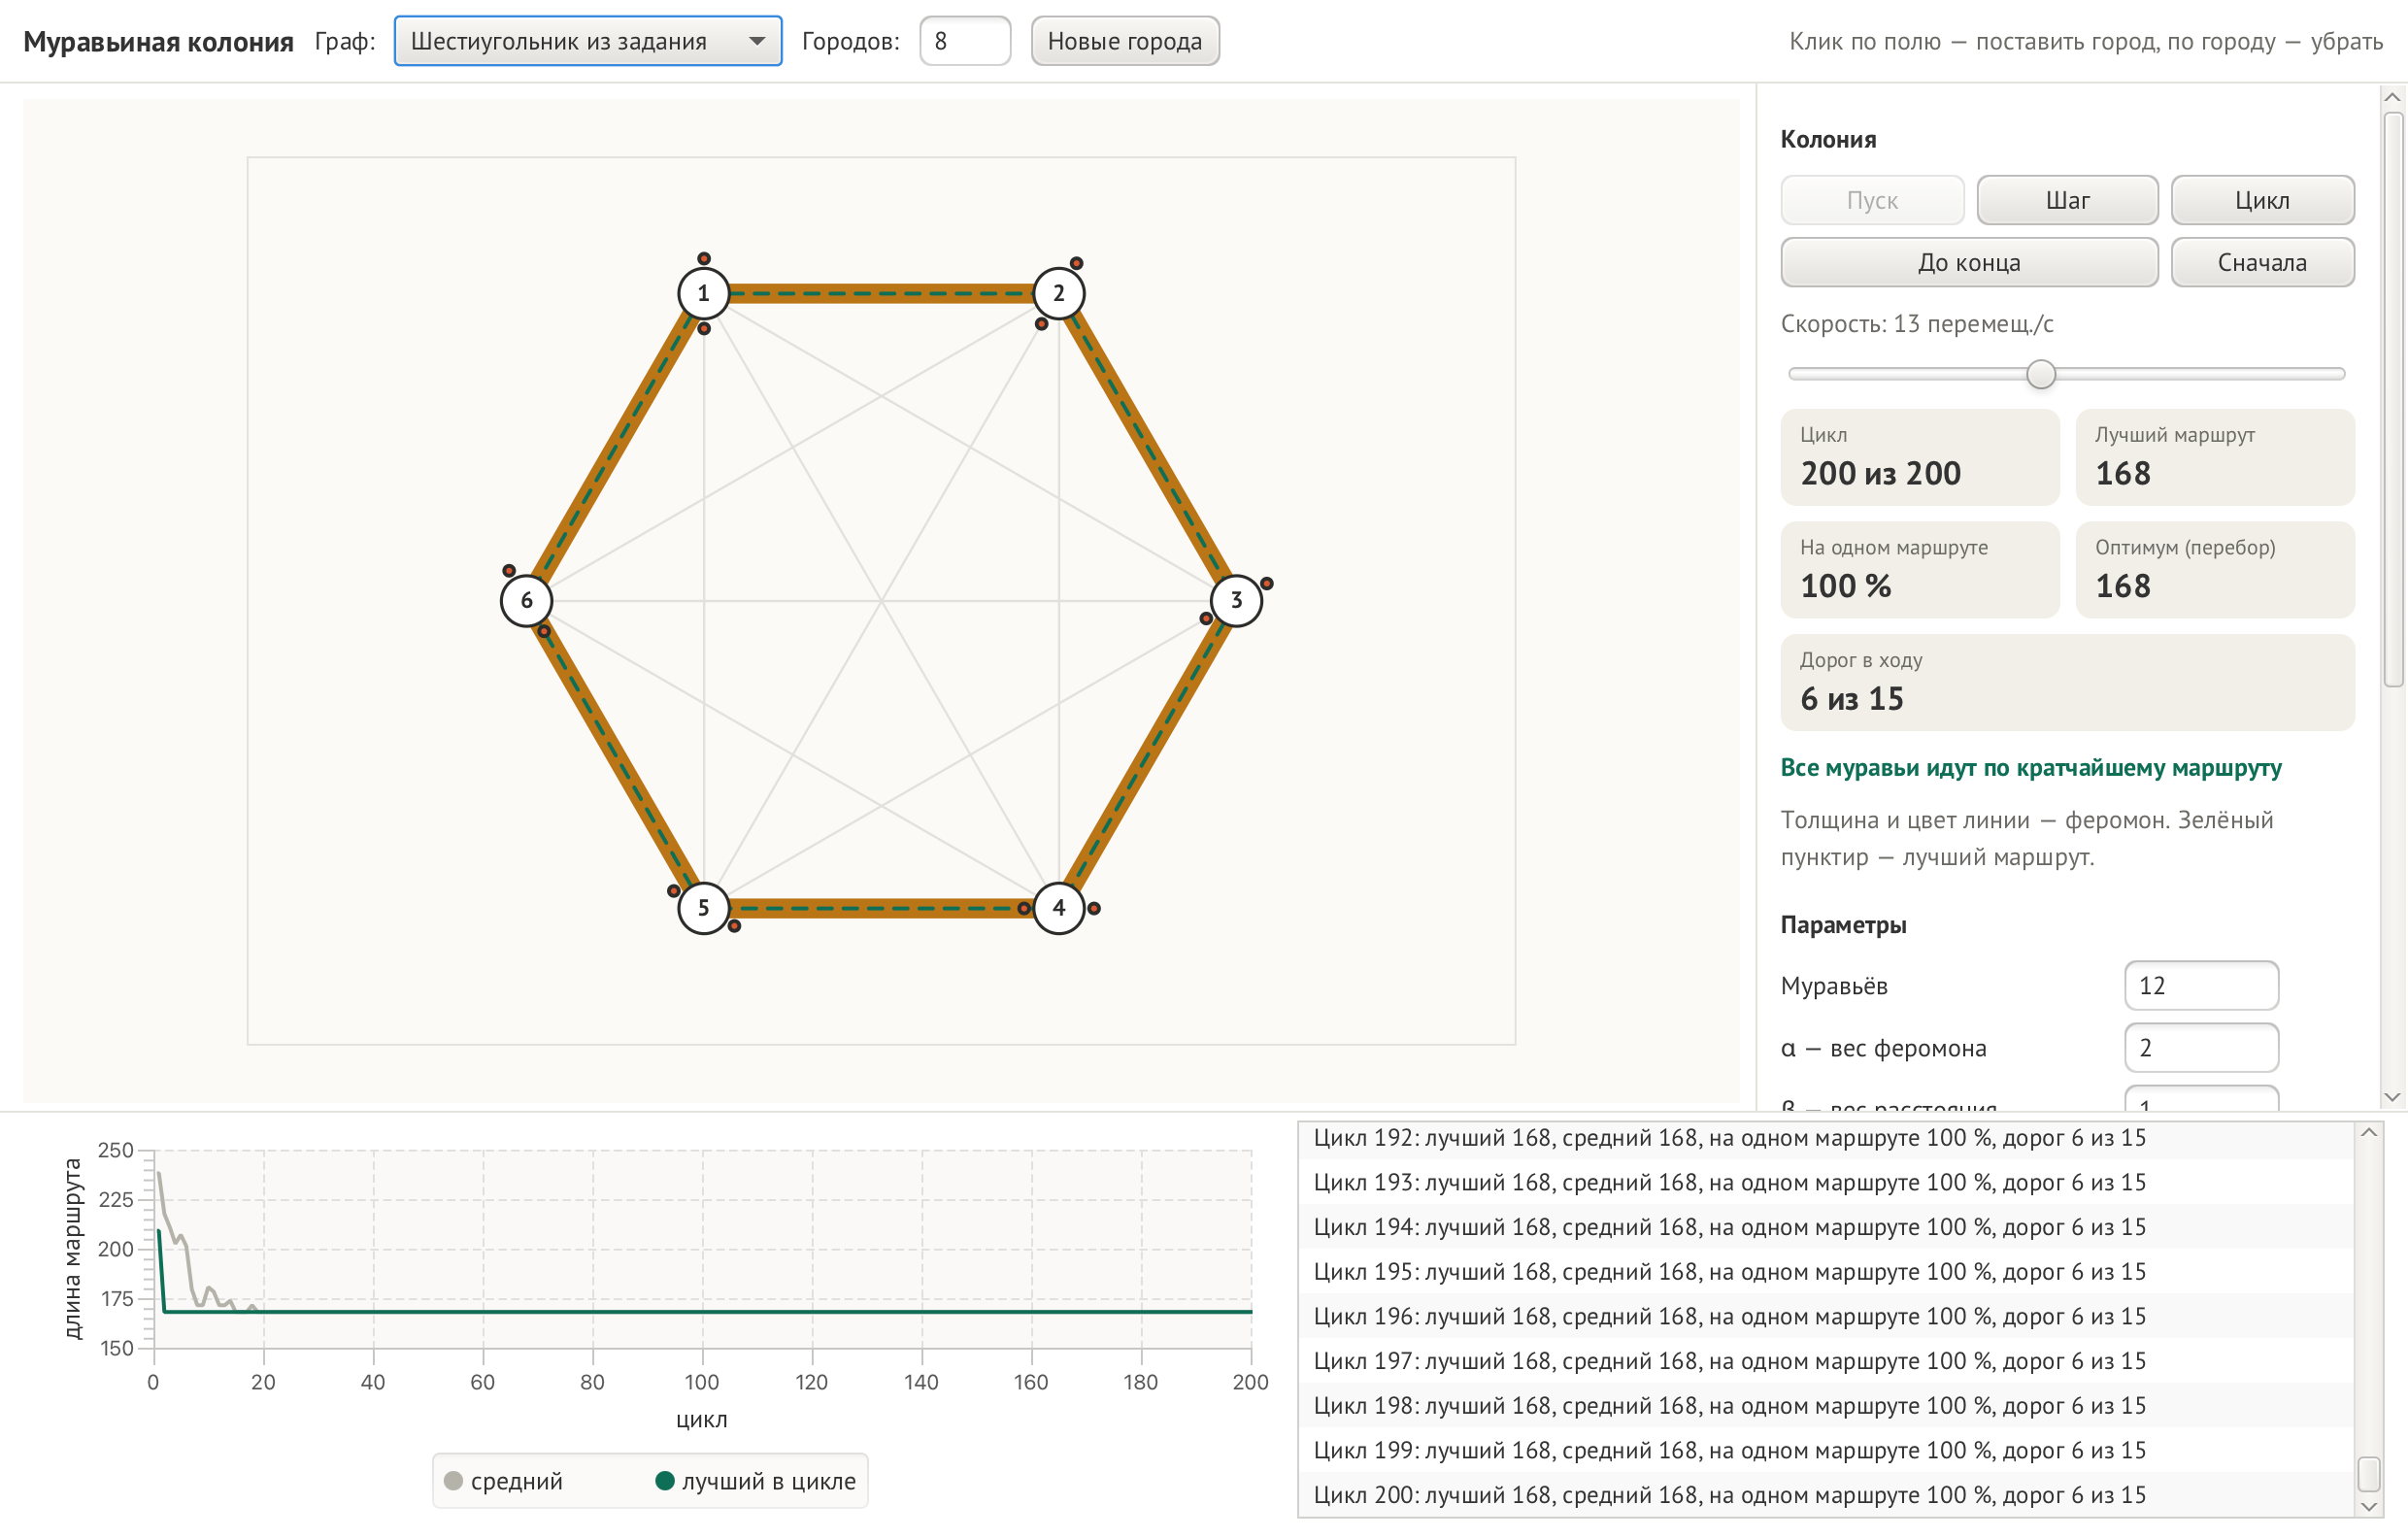 Муравьиная колония Граф: Шестиугольник из задания Городов: 8 Новые города Клик по полю — поставить город, по городу — убрать
1
2
6
3
5
4
Колония
Пуск Шаг Цикл
До конца Сначала
Скорость: 13 перемещ./с
Цикл
200 из 200
Лучший маршрут
168
На одном маршруте
100 %
Оптимум (перебор)
168
Дорог в ходу
6 из 15
Все муравьи идут по кратчайшему маршруту
Толщина и цвет линии — феромон. Зелёный
пунктир — лучший маршрут.
Параметры
Муравьёв 12
α — вес феромона 2
β — вес расстояния 1
длина маршрута
250
225
200
175
150
0 20 40 60 80 100 120 140 160 180 200
цикл
средний лучший в цикле
Цикл 192: лучший 168, средний 168, на одном маршруте 100 %, дорог 6 из 15
Цикл 193: лучший 168, средний 168, на одном маршруте 100 %, дорог 6 из 15
Цикл 194: лучший 168, средний 168, на одном маршруте 100 %, дорог 6 из 15
Цикл 195: лучший 168, средний 168, на одном маршруте 100 %, дорог 6 из 15
Цикл 196: лучший 168, средний 168, на одном маршруте 100 %, дорог 6 из 15
Цикл 197: лучший 168, средний 168, на одном маршруте 100 %, дорог 6 из 15
Цикл 198: лучший 168, средний 168, на одном маршруте 100 %, дорог 6 из 15
Цикл 199: лучший 168, средний 168, на одном маршруте 100 %, дорог 6 из 15
Цикл 200: лучший 168, средний 168, на одном маршруте 100 %, дорог 6 из 15